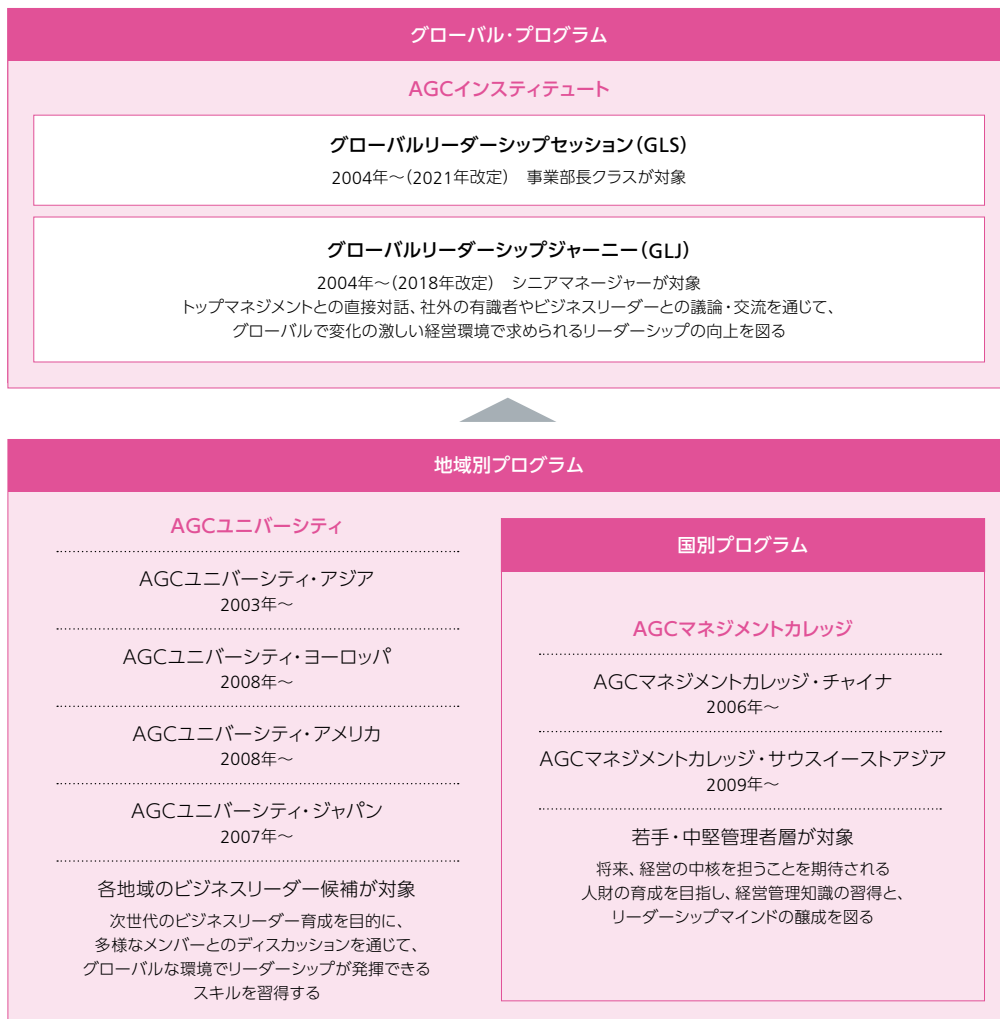 グローバル・プログラム
AGCインスティテュート
グローバルリーダーシップセッション(GLS)
2004年～(2021年改定)　事業部長クラスが対象
グローバルリーダーシップジャーニー(GLJ)
2004年～(2018年改定)　シニアマネージャーが対象
トップマネジメントとの直接対話、社外の有識者やビジネスリーダーとの議論・交流を通じて、
グローバルで変化の激しい経営環境で求められるリーダーシップの向上を図る
地域別プログラム
AGCユニバーシティ
AGCユニバーシティ・アジア
2003年～
AGCユニバーシティ・ヨーロッパ
2008年～
AGCユニバーシティ・アメリカ
2008年～
AGCユニバーシティ・ジャパン
2007年～
各地域のビジネスリーダー候補が対象
次世代のビジネスリーダー育成を目的に、
多様なメンバーとのディスカッションを通じて、
グローバルな環境でリーダーシップが発揮できる
スキルを習得する
国別プログラム
AGCマネジメントカレッジ
AGCマネジメントカレッジ・チャイナ
2006年～
AGCマネジメントカレッジ・サウスイーストアジア
2009年～
若手・中堅管理者層が対象
将来、経営の中核を担うことを期待される
人財の育成を目指し、経営管理知識の習得と、
リーダーシップマインドの醸成を図る